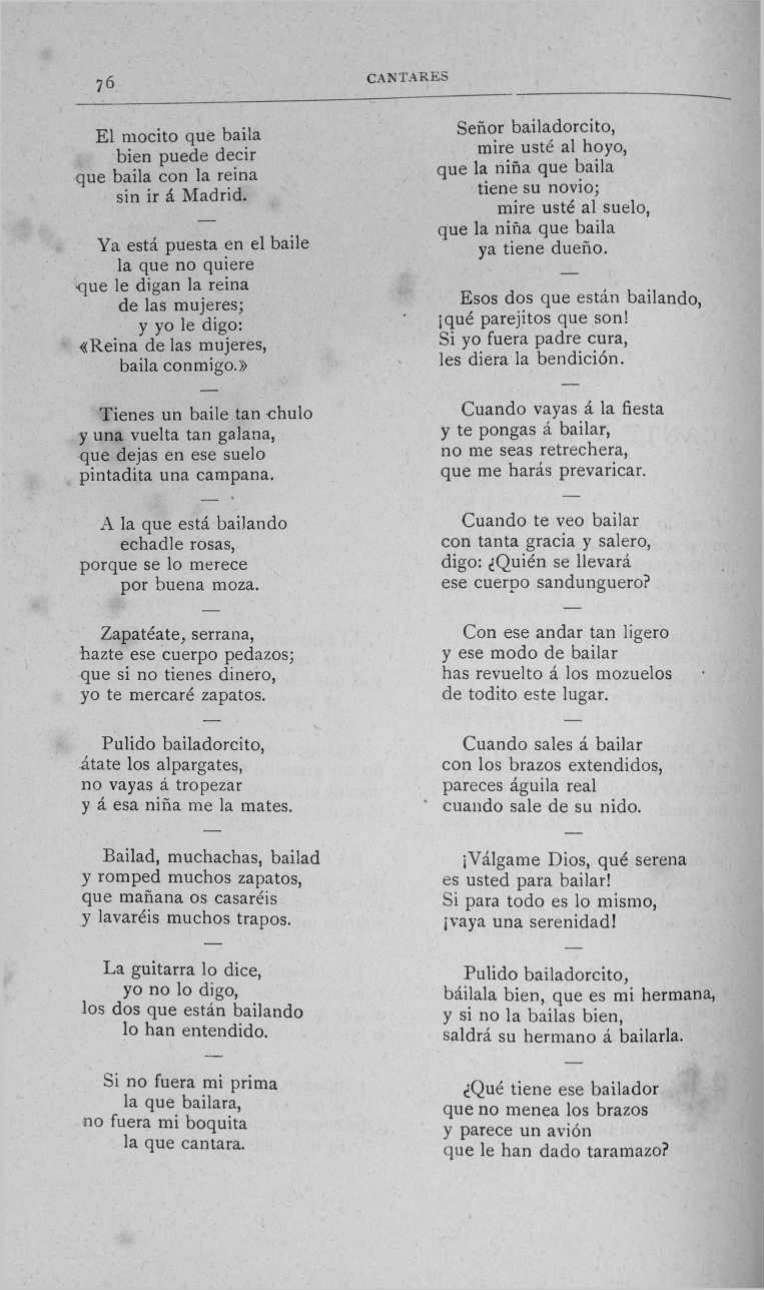 76
CANTARES
El mocito que baila
bien puede decir
que baila con la reina
sin ir á Madrid.
—
Ya está puesta en el baile
la que no quiere
que le digan la reina
de las mujeres;
y yo le digo:
«Reina de las mujeres,
baila conmigo.»
—
Tienes un baile tan chulo
y una vuelta tan galana,
que dejas en ese suelo
pintadita una campana.
—
A la que está bailando
echadle rosas,
porque se lo merece
por buena moza.
—
Zapatéate, serrana,
hazte ese cuerpo pedazos;
que si no tienes dinero,
yo te mercaré zapatos.
—
Pulido bailadorcito,
átate los alpargates,
no vayas á tropezar
y á esa niña me la mates.
—
Bailad, muchachas, bailad
y romped muchos zapatos,
que mañana os casaréis
y lavaréis muchos trapos.
—
La guitarra lo dice,
yo no lo digo,
los dos que están bailando
lo han entendido.
—
Si no fuera mi prima
la que bailara,
no fuera mi boquita
la que cantara.
Señor bailadorcito,
mire usté al hoyo,
que la niña que baila
tiene su novio;
mire usté al suelo,
que la niña que baila
ya tiene dueño.
—
Esos dos que están bailando,
¡qué parejitos que son!
Si yo fuera padre cura,
les diera la bendición.
—
Cuando vayas á la fiesta
y te pongas á bailar,
no me seas retrechera,
que me harás prevaricar.
—
Cuando te veo bailar
con tanta gracia y salero,
digo: ¿Quién se llevará
ese cuerpo sandunguero?
—
Con ese andar tan ligero
y ese modo de bailar
has revuelto á los mozuelos
de todito este lugar.
—
Cuando sales á bailar
con los brazos extendidos,
pareces águila real
cuando sale de su nido.
—
¡Válgame Dios, qué serena
es usted para bailar!
Si para todo es lo mismo,
¡vaya una serenidad!
—
Pulido bailadorcito,
báilala bien, que es mi hermana,
y si no la bailas bien,
saldrá su hermano á bailarla.
—
¿Qué tiene ese bailador
que no menea los brazos
y parece un avión
que le han dado taramazo?